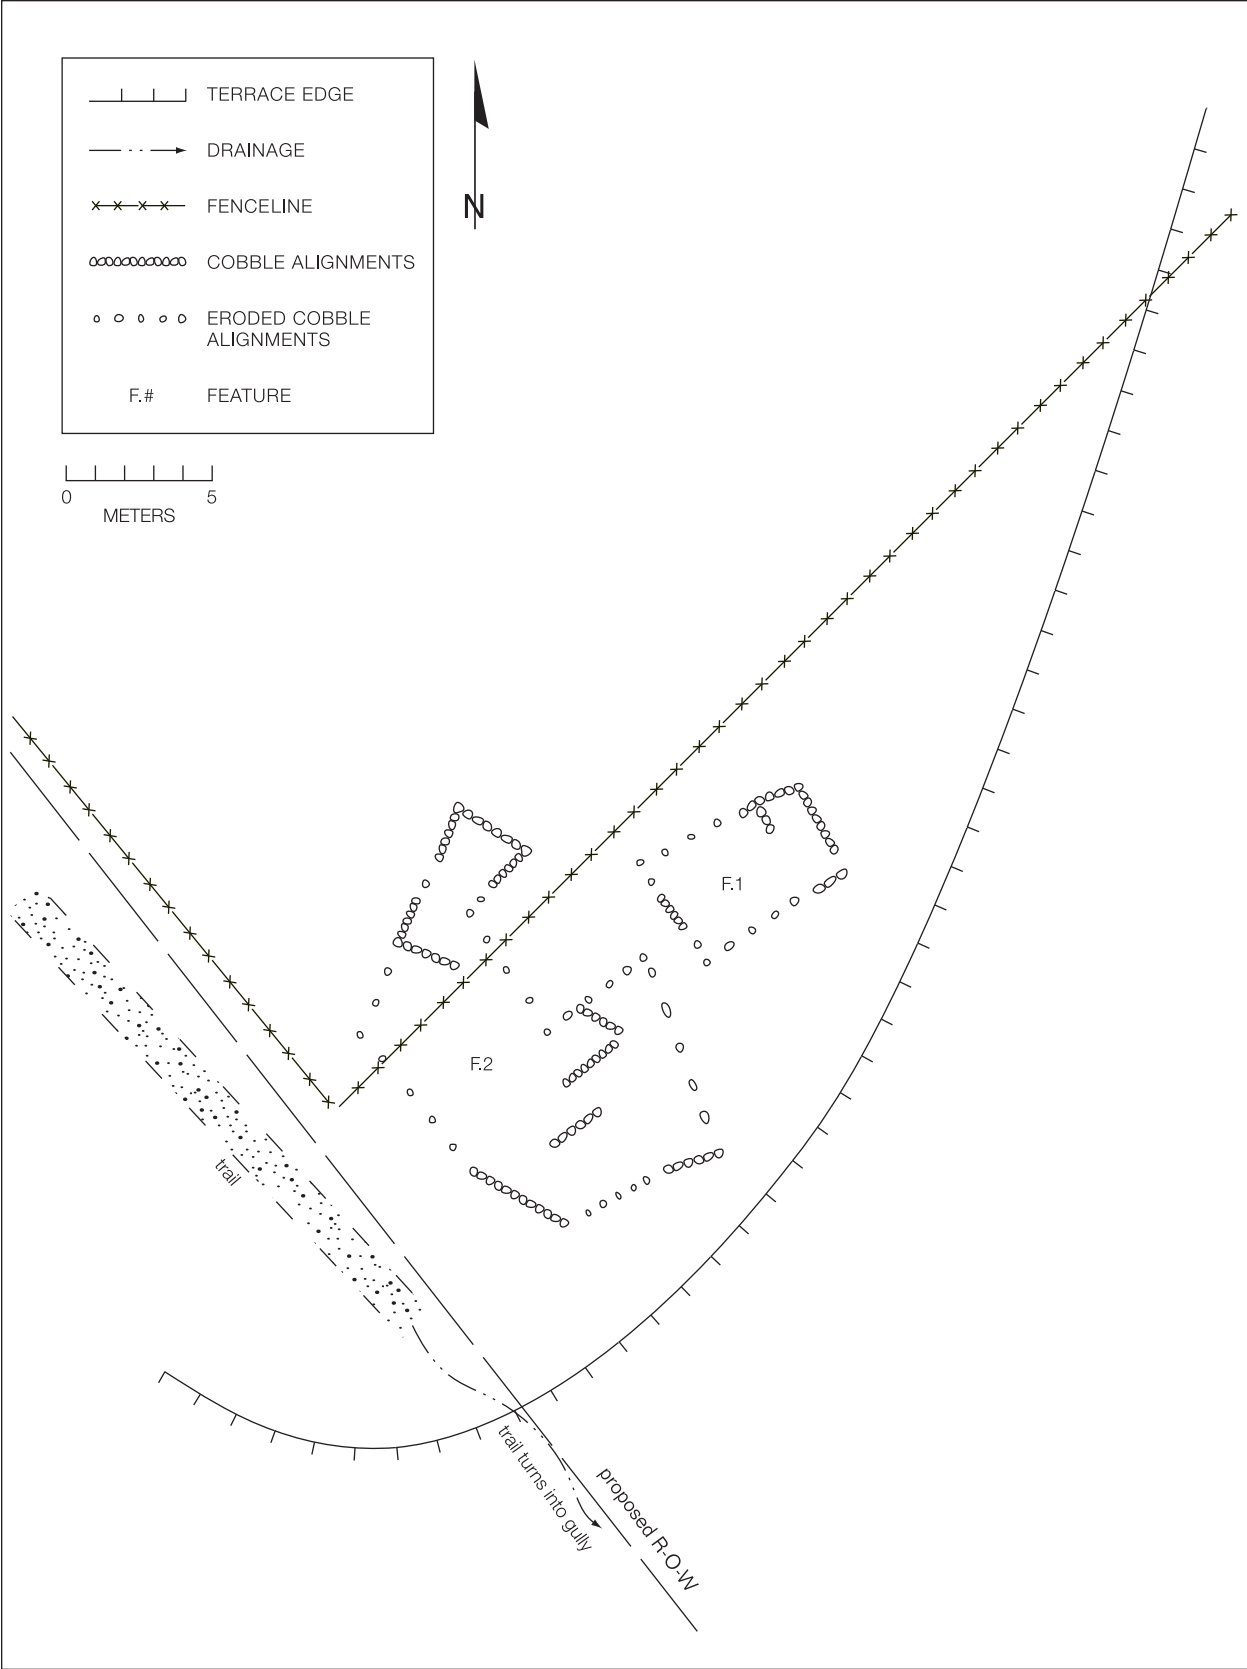 TERRACE EDGE
DRAINAGE
FENCELINE
COBBLE ALIGNMENTS
ERODED COBBLE
ALIGNMENTS
F.# FEATURE
N
0 5
METERS
F.1
F.2
trail
trail turns into gully
proposed R-O-W